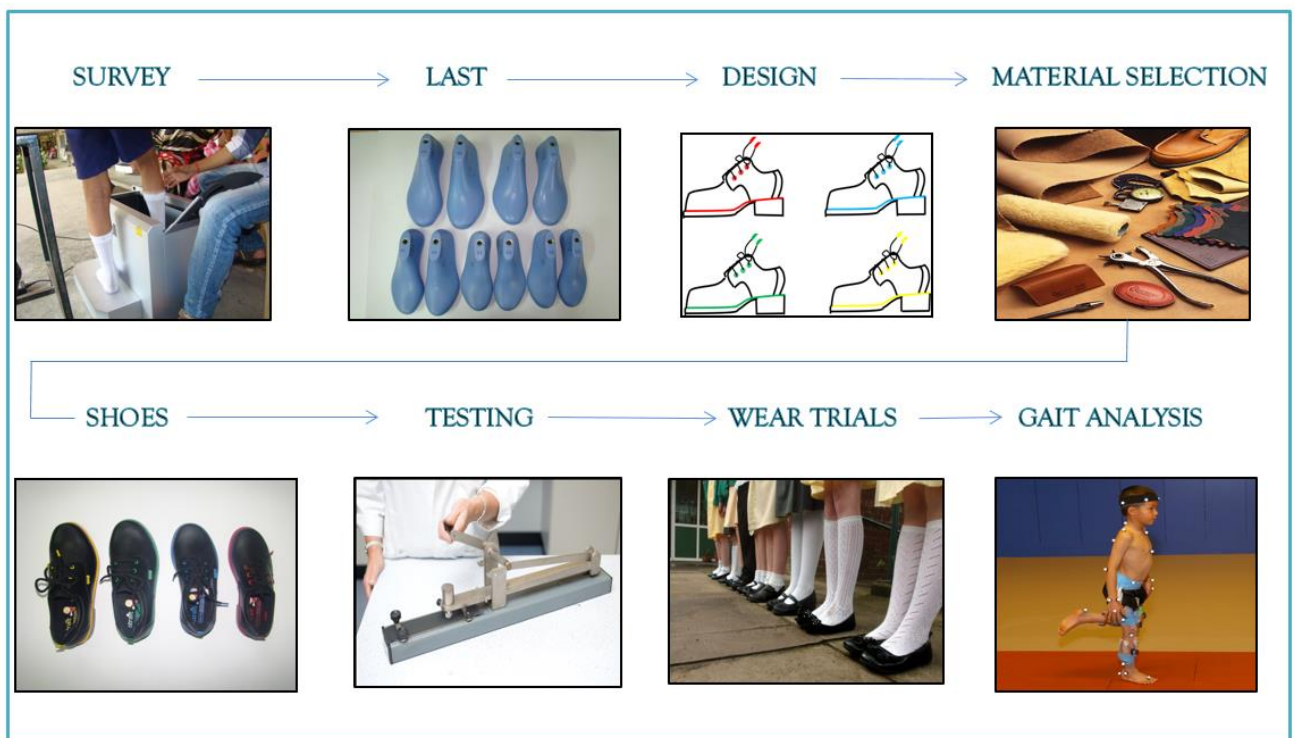 SURVEY
LAST
DESIGN
MATERIAL SELECTION
SHOES
TESTING
WEAR TRIALS
GAIT ANALYSIS